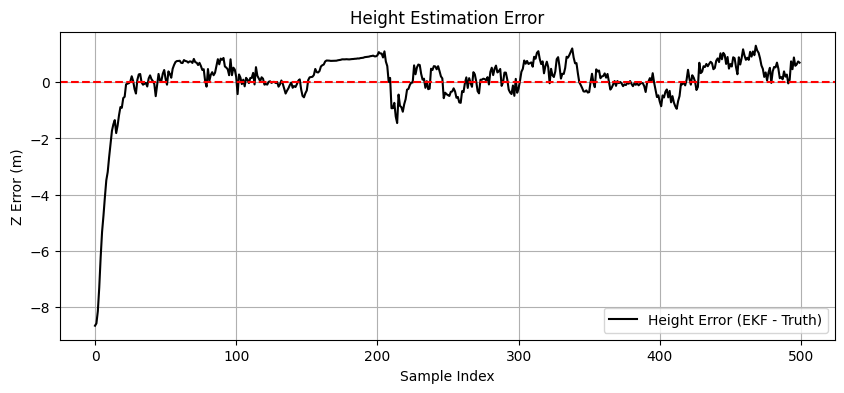 Height Estimation Error
Z Error (m)
0
−2
−4
−6
−8
0
100
200
300
400
500
Sample Index
Height Error (EKF - Truth)